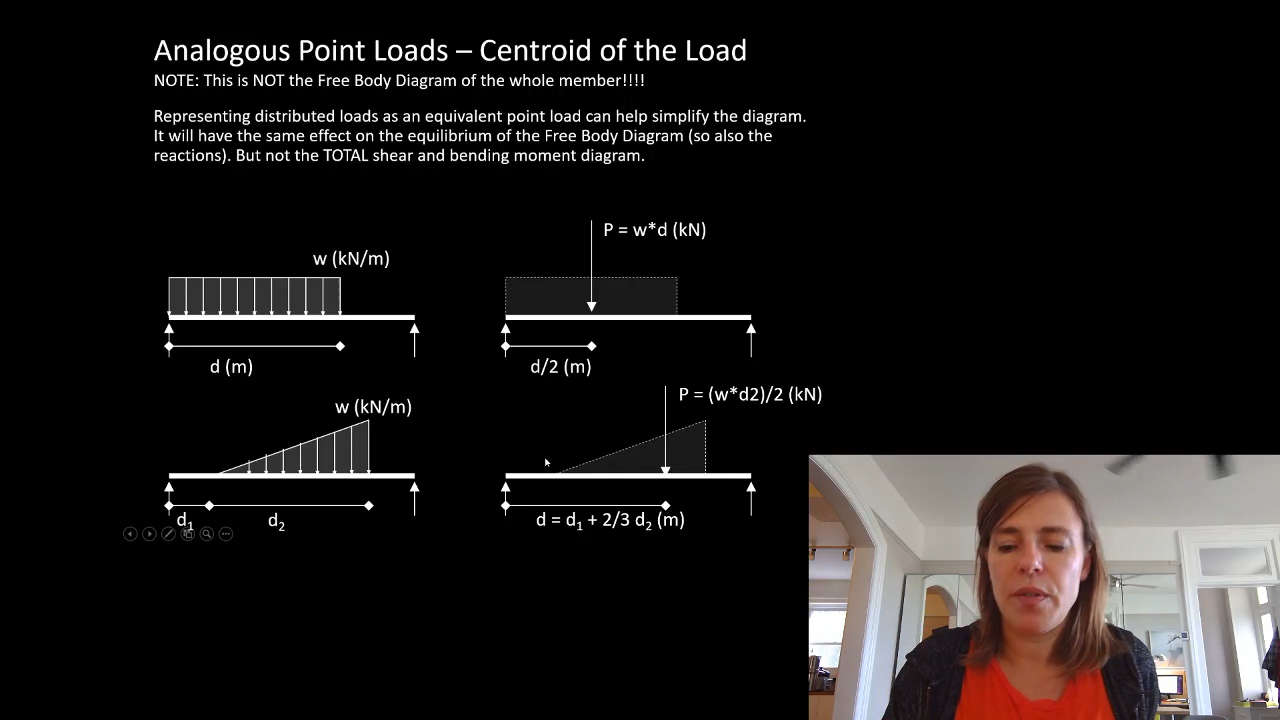 Analogous Point Loads – Centroid of the Load
NOTE: This is NOT the Free Body Diagram of the whole member!!!!
Representing distributed loads as an equivalent point load can help simplify the diagram.
It will have the same effect on the equilibrium of the Free Body Diagram (so also the
reactions). But not the TOTAL shear and bending moment diagram.
w (kN/m)
P = w*d (kN)
d (m)
d/2 (m)
w (kN/m)
P = (w*d2)/2 (kN)
d₁
d₂
d = d₁ + 2/3 d₂ (m)